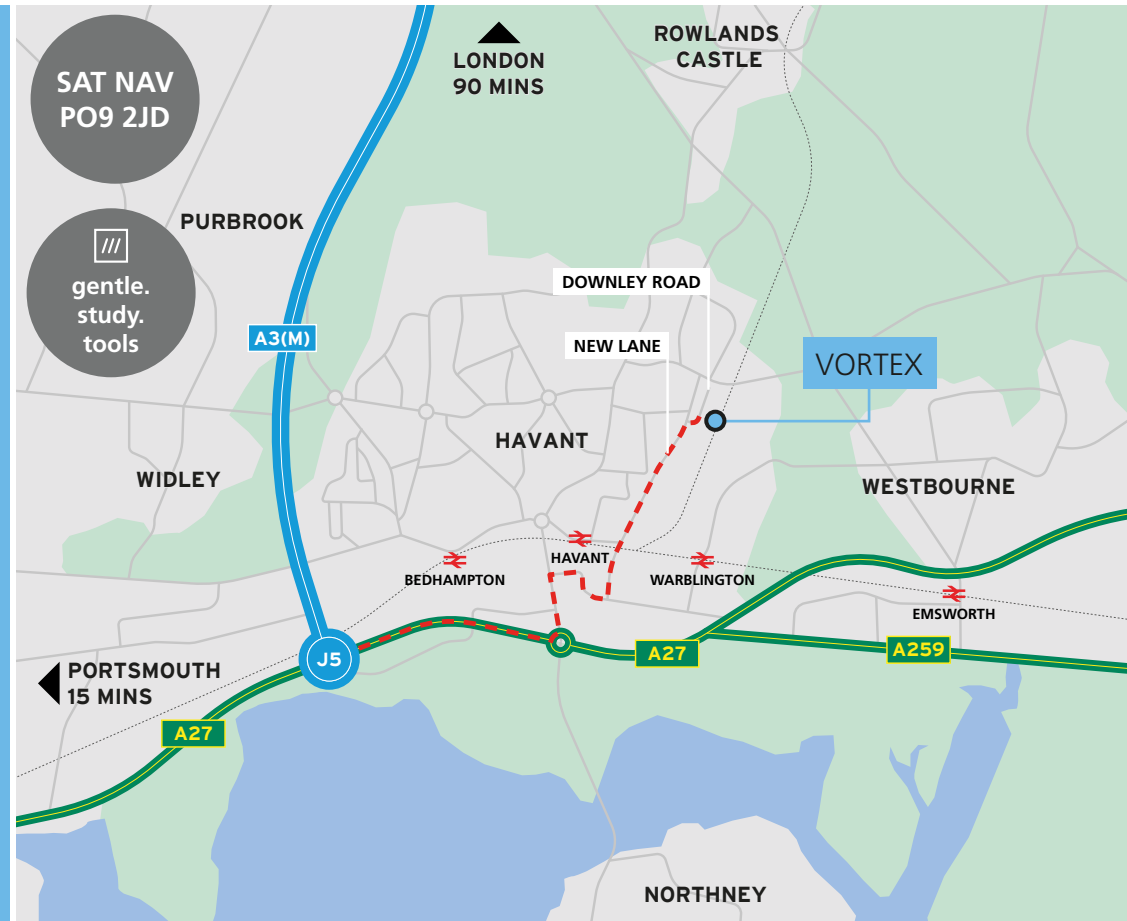 SAT NAV
PO9 2JD
LONDON
90 MINS
ROWLANDS
CASTLE
PURBROOK
///
gentle.
study.
tools
DOWNLEY ROAD
A3(M)
NEW LANE
VORTEX
HAVANT
WIDLEY
WESTBOURNE
HAVANT
BEDHAMPTON
WARBLINGTON
EMSWORTH
J5
A27
A259
PORTSMOUTH
15 MINS
A27
NORTHNEY